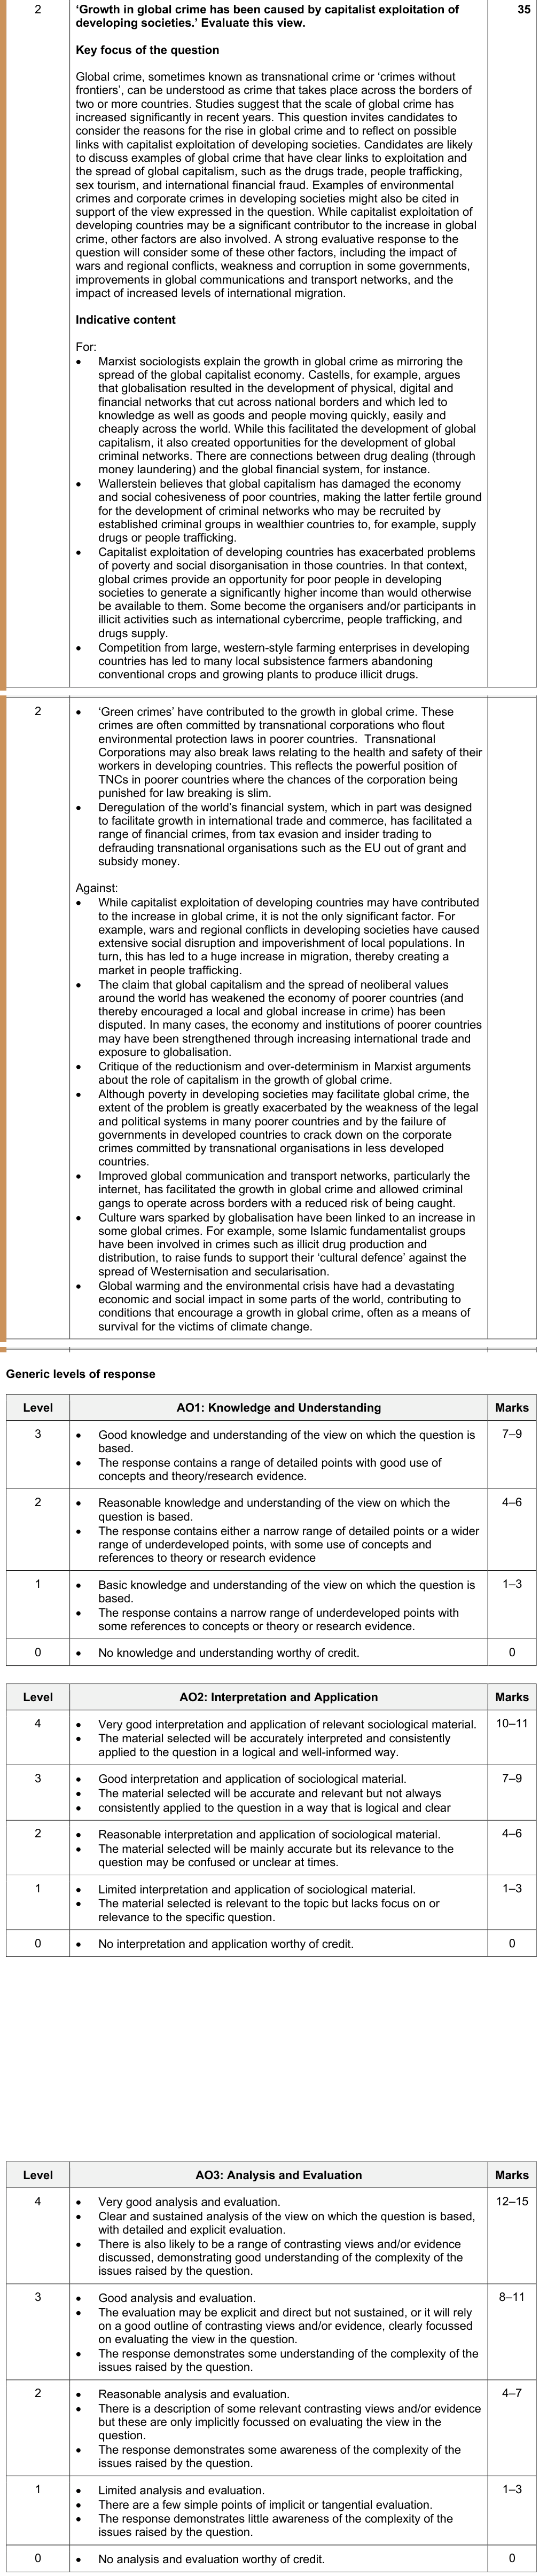 2
‘Growth in global crime has been caused by capitalist exploitation of
developing societies.’ Evaluate this view.
35
Key focus of the question
Global crime, sometimes known as transnational crime or ‘crimes without
frontiers’, can be understood as crime that takes place across the borders of
two or more countries. Studies suggest that the scale of global crime has
increased significantly in recent years. This question invites candidates to
consider the reasons for the rise in global crime and to reflect on possible
links with capitalist exploitation of developing societies. Candidates are likely
to discuss examples of global crime that have clear links to exploitation and
the spread of global capitalism, such as the drugs trade, people trafficking,
sex tourism, and international financial fraud. Examples of environmental
crimes and corporate crimes in developing societies might also be cited in
support of the view expressed in the question. While capitalist exploitation of
developing countries may be a significant contributor to the increase in global
crime, other factors are also involved. A strong evaluative response to the
question will consider some of these other factors, including the impact of
wars and regional conflicts, weakness and corruption in some governments,
improvements in global communications and transport networks, and the
impact of increased levels of international migration.
Indicative content
For:
• Marxist sociologists explain the growth in global crime as mirroring the
spread of the global capitalist economy. Castells, for example, argues
that globalisation resulted in the development of physical, digital and
financial networks that cut across national borders and which led to
knowledge as well as goods and people moving quickly, easily and
cheaply across the world. While this facilitated the development of global
capitalism, it also created opportunities for the development of global
criminal networks. There are connections between drug dealing (through
money laundering) and the global financial system, for instance.
• Wallerstein believes that global capitalism has damaged the economy
and social cohesiveness of poor countries, making the latter fertile ground
for the development of criminal networks who may be recruited by
established criminal groups in wealthier countries to, for example, supply
drugs or people trafficking.
• Capitalist exploitation of developing countries has exacerbated problems
of poverty and social disorganisation in those countries. In that context,
global crimes provide an opportunity for poor people in developing
societies to generate a significantly higher income than would otherwise
be available to them. Some become the organisers and/or participants in
illicit activities such as international cybercrime, people trafficking, and
drugs supply.
• Competition from large, western-style farming enterprises in developing
countries has led to many local subsistence farmers abandoning
conventional crops and growing plants to produce illicit drugs.
2
• ‘Green crimes’ have contributed to the growth in global crime. These
crimes are often committed by transnational corporations who flout
environmental protection laws in poorer countries. Transnational
Corporations may also break laws relating to the health and safety of their
workers in developing countries. This reflects the powerful position of
TNCs in poorer countries where the chances of the corporation being
punished for law breaking is slim.
• Deregulation of the world’s financial system, which in part was designed
to facilitate growth in international trade and commerce, has facilitated a
range of financial crimes, from tax evasion and insider trading to
defrauding transnational organisations such as the EU out of grant and
subsidy money.
Against:
• While capitalist exploitation of developing countries may have contributed
to the increase in global crime, it is not the only significant factor. For
example, wars and regional conflicts in developing societies have caused
extensive social disruption and impoverishment of local populations. In
turn, this has led to a huge increase in migration, thereby creating a
market in people trafficking.
• The claim that global capitalism and the spread of neoliberal values
around the world has weakened the economy of poorer countries (and
thereby encouraged a local and global increase in crime) has been
disputed. In many cases, the economy and institutions of poorer countries
may have been strengthened through increasing international trade and
exposure to globalisation.
• Critique of the reductionism and over-determinism in Marxist arguments
about the role of capitalism in the growth of global crime.
• Although poverty in developing societies may facilitate global crime, the
extent of the problem is greatly exacerbated by the weakness of the legal
and political systems in many poorer countries and by the failure of
governments in developed countries to crack down on the corporate
crimes committed by transnational organisations in less developed
countries.
• Improved global communication and transport networks, particularly the
internet, has facilitated the growth in global crime and allowed criminal
gangs to operate across borders with a reduced risk of being caught.
• Culture wars sparked by globalisation have been linked to an increase in
some global crimes. For example, some Islamic fundamentalist groups
have been involved in crimes such as illicit drug production and
distribution, to raise funds to support their ‘cultural defence’ against the
spread of Westernisation and secularisation.
• Global warming and the environmental crisis have had a devastating
economic and social impact in some parts of the world, contributing to
conditions that encourage a growth in global crime, often as a means of
survival for the victims of climate change.
Generic levels of response
Level AO1: Knowledge and Understanding Marks
3 • Good knowledge and understanding of the view on which the question is 7–9
based.
• The response contains a range of detailed points with good use of
concepts and theory/research evidence.
2 • Reasonable knowledge and understanding of the view on which the 4–6
question is based.
• The response contains either a narrow range of detailed points or a wider
range of underdeveloped points, with some use of concepts and
references to theory or research evidence
1 • Basic knowledge and understanding of the view on which the question is 1–3
based.
• The response contains a narrow range of underdeveloped points with
some references to concepts or theory or research evidence.
0 • No knowledge and understanding worthy of credit. 0
Level AO2: Interpretation and Application Marks
4 • Very good interpretation and application of relevant sociological material. 10–11
• The material selected will be accurately interpreted and consistently
applied to the question in a logical and well-informed way.
3 • Good interpretation and application of sociological material. 7–9
• The material selected will be accurate and relevant but not always
• consistently applied to the question in a way that is logical and clear
2 • Reasonable interpretation and application of sociological material. 4–6
• The material selected will be mainly accurate but its relevance to the
question may be confused or unclear at times.
1 • Limited interpretation and application of sociological material. 1–3
• The material selected is relevant to the topic but lacks focus on or
relevance to the specific question.
0 • No interpretation and application worthy of credit. 0
Level AO3: Analysis and Evaluation Marks
4 • Very good analysis and evaluation. 12–15
• Clear and sustained analysis of the view on which the question is based,
with detailed and explicit evaluation.
• There is also likely to be a range of contrasting views and/or evidence
discussed, demonstrating good understanding of the complexity of the
issues raised by the question.
3 • Good analysis and evaluation. 8–11
• The evaluation may be explicit and direct but not sustained, or it will rely
on a good outline of contrasting views and/or evidence, clearly focussed
on evaluating the view in the question.
• The response demonstrates some understanding of the complexity of the
issues raised by the question.
2 • Reasonable analysis and evaluation. 4–7
• There is a description of some relevant contrasting views and/or evidence
but these are only implicitly focussed on evaluating the view in the
question.
• The response demonstrates some awareness of the complexity of the
issues raised by the question.
1 • Limited analysis and evaluation. 1–3
• There are a few simple points of implicit or tangential evaluation.
• The response demonstrates little awareness of the complexity of the
issues raised by the question.
0 • No analysis and evaluation worthy of credit. 0